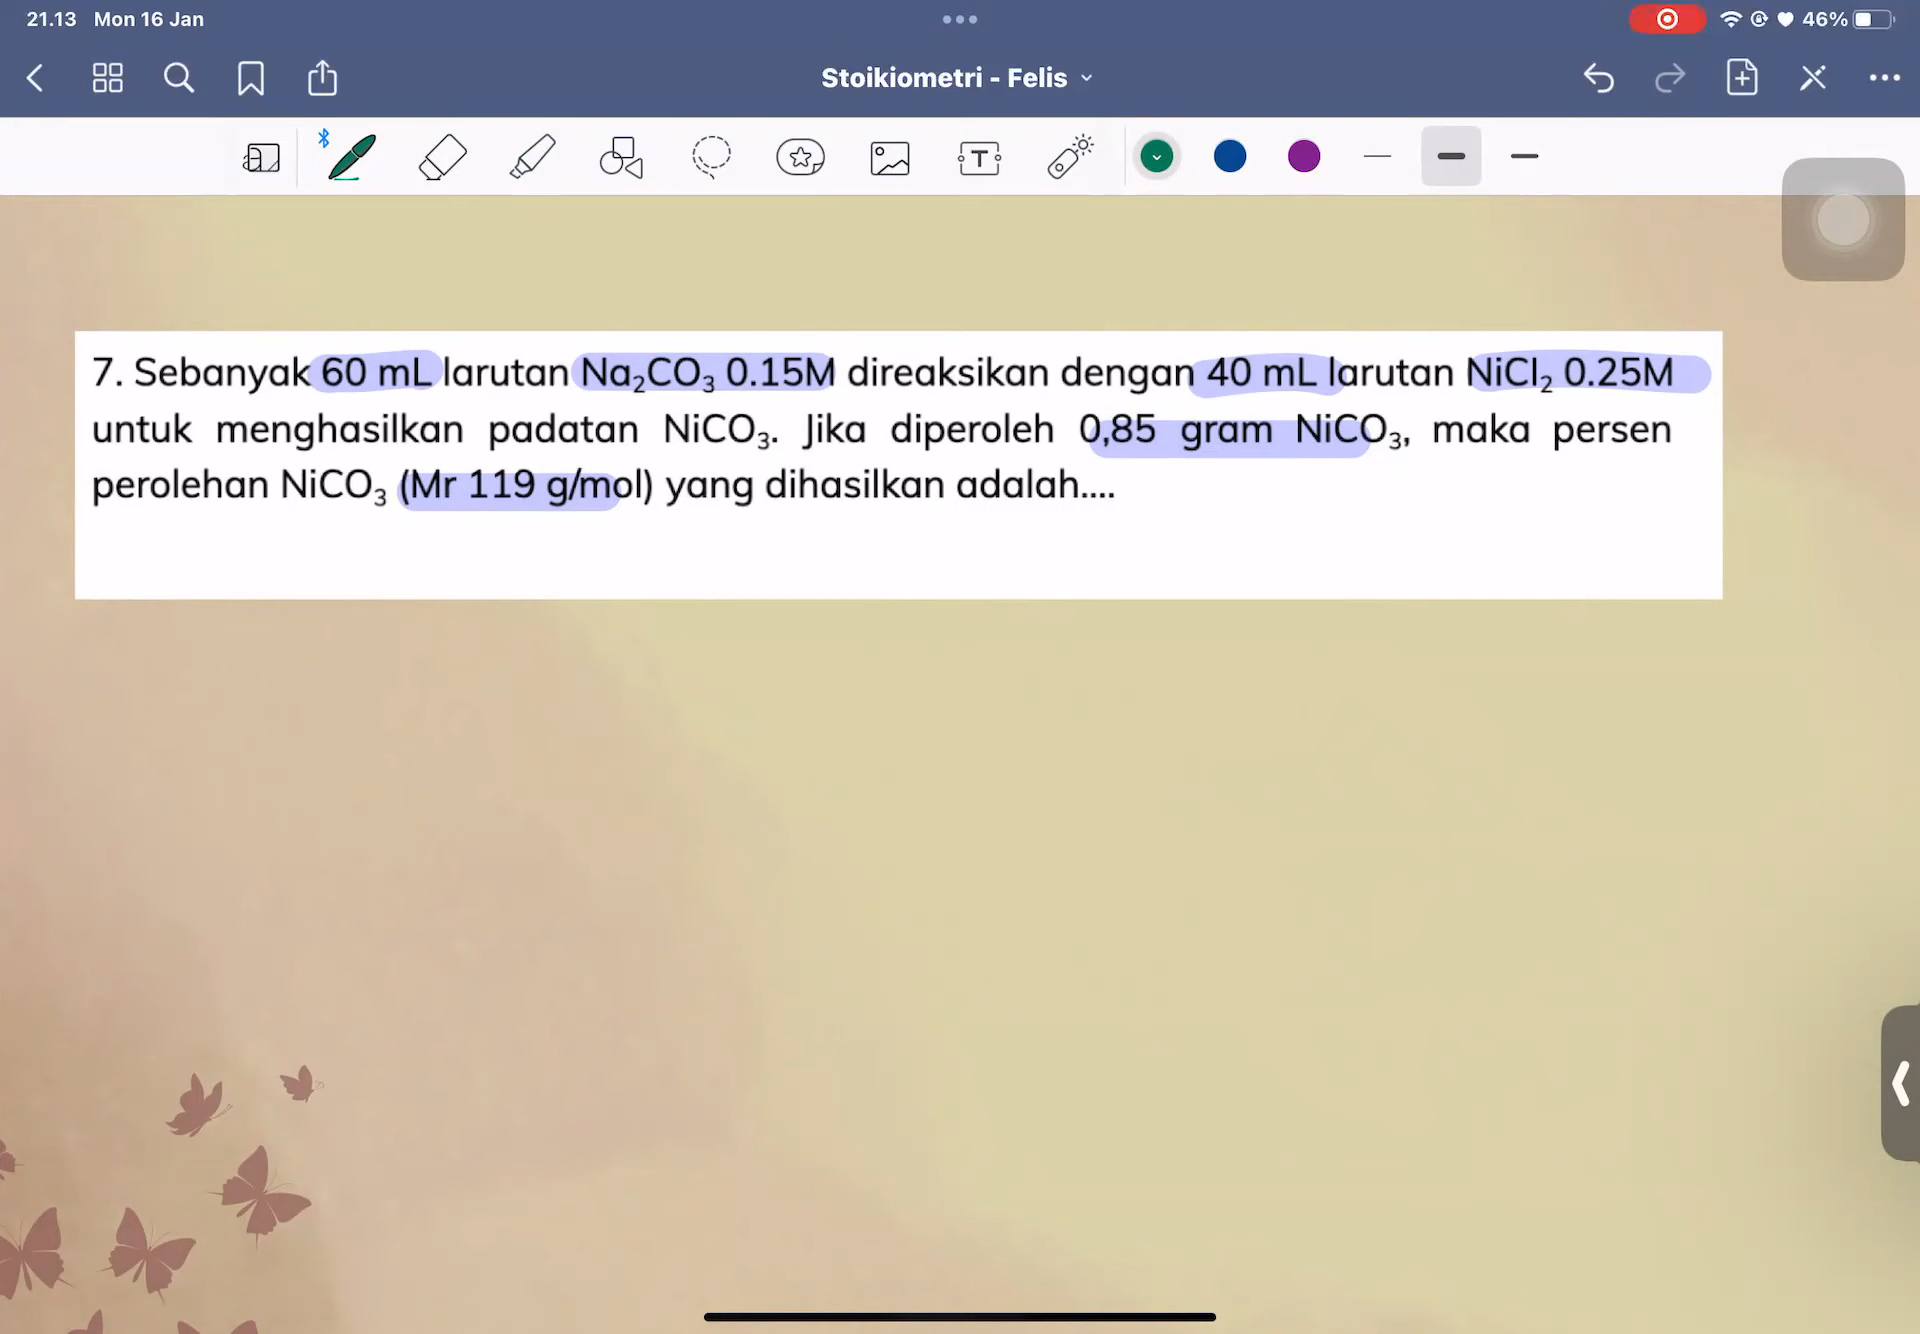 21.13 Mon 16 Jan
46%
Stoikiometri - Felis
7. Sebanyak 60 mL larutan Na₂CO₃ 0.15M direaksikan dengan 40 mL larutan NiCl₂ 0.25M
untuk menghasilkan padatan NiCO₃. Jika diperoleh 0,85 gram NiCO₃, maka persen
perolehan NiCO₃ (Mr 119 g/mol) yang dihasilkan adalah....